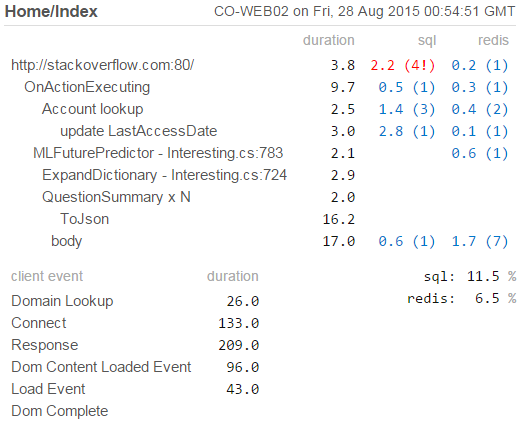 Home/Index CO-WEB02 on Fri, 28 Aug 2015 00:54:51 GMT
duration sql redis
http://stackoverflow.com:80/ 3.8 2.2 (4!) 0.2 (1)
OnActionExecuting 9.7 0.5 (1) 0.3 (1)
Account lookup 2.5 1.4 (3) 0.4 (2)
update LastAccessDate 3.0 2.8 (1) 0.1 (1)
MLFuturePredictor - Interesting.cs:783 2.1 0.6 (1)
ExpandDictionary - Interesting.cs:724 2.9
QuestionSummary x N 2.0
ToJson 16.2
body 17.0 0.6 (1) 1.7 (7)
client event duration
Domain Lookup 26.0
Connect 133.0
Response 209.0
Dom Content Loaded Event 96.0
Load Event 43.0
Dom Complete
sql: 11.5 %
redis: 6.5 %